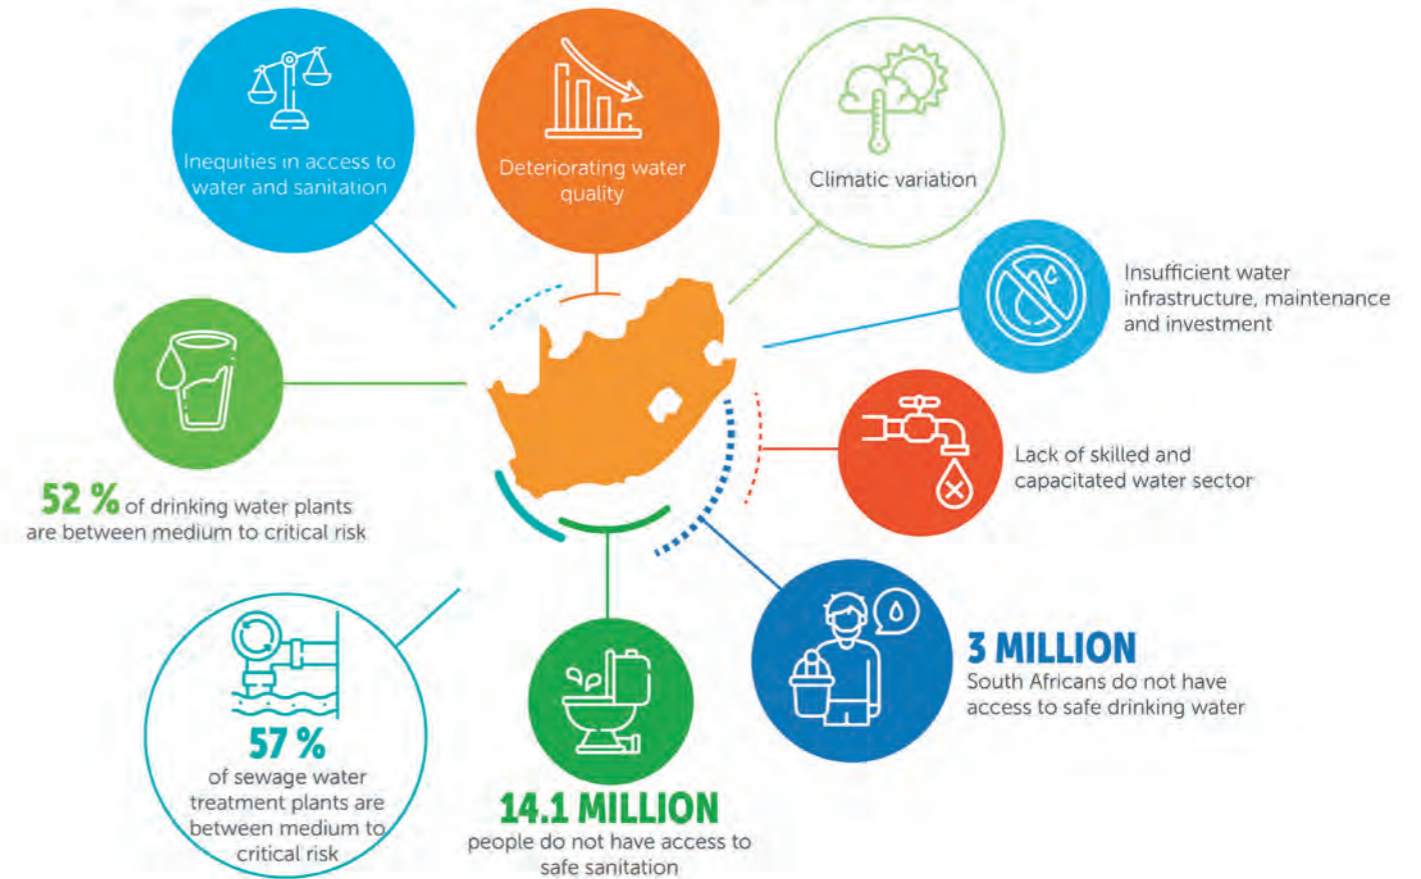 Inequities in access to
water and sanitation
Deteriorating water
quality
Climatic variation
Insufficient water
infrastructure, maintenance
and investment
Lack of skilled and
capacitated water sector
52 % of drinking water plants
are between medium to critical risk
3 MILLION
South Africans do not have
access to safe drinking water
57 %
of sewage water
treatment plants are
between medium to
critical risk
14.1 MILLION
people do not have access to
safe sanitation